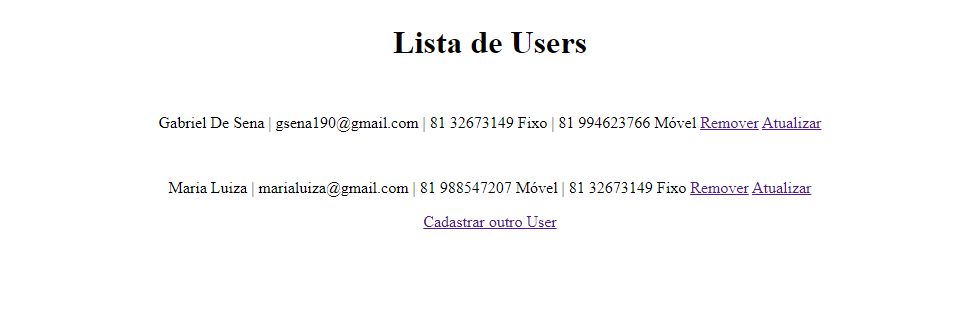 Lista de Users
Gabriel De Sena | gsena190@gmail.com | 81 32673149 Fixo | 81 994623766 Móvel Remover Atualizar
Maria Luiza | marialuiza@gmail.com | 81 988547207 Móvel | 81 32673149 Fixo Remover Atualizar
Cadastrar outro User